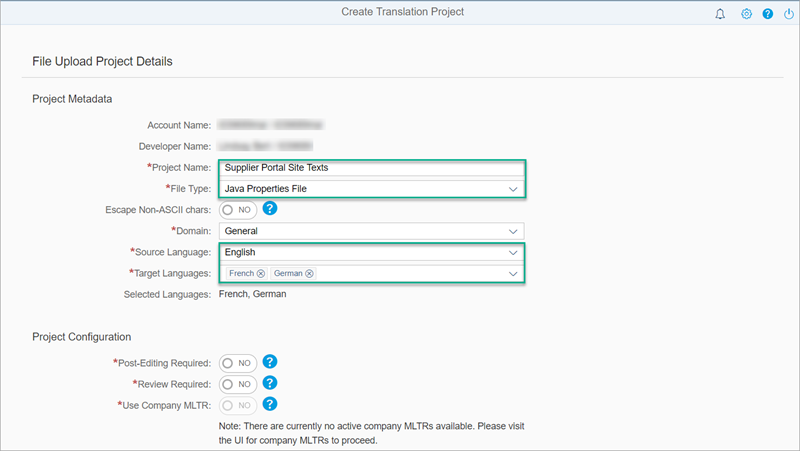 Create Translation Project
File Upload Project Details
Project Metadata
Account Name:
Developer Name:
*Project Name: Supplier Portal Site Texts
*File Type: Java Properties File
Escape Non-ASCII chars: NO ?
*Domain: General
*Source Language: English
*Target Languages: French German
Selected Languages: French, German
Project Configuration
*Post-Editing Required: NO ?
*Review Required: NO ?
*Use Company MLTR: NO ?
Note: There are currently no active company MLTRs available. Please visit
the UI for company MLTRs to proceed.